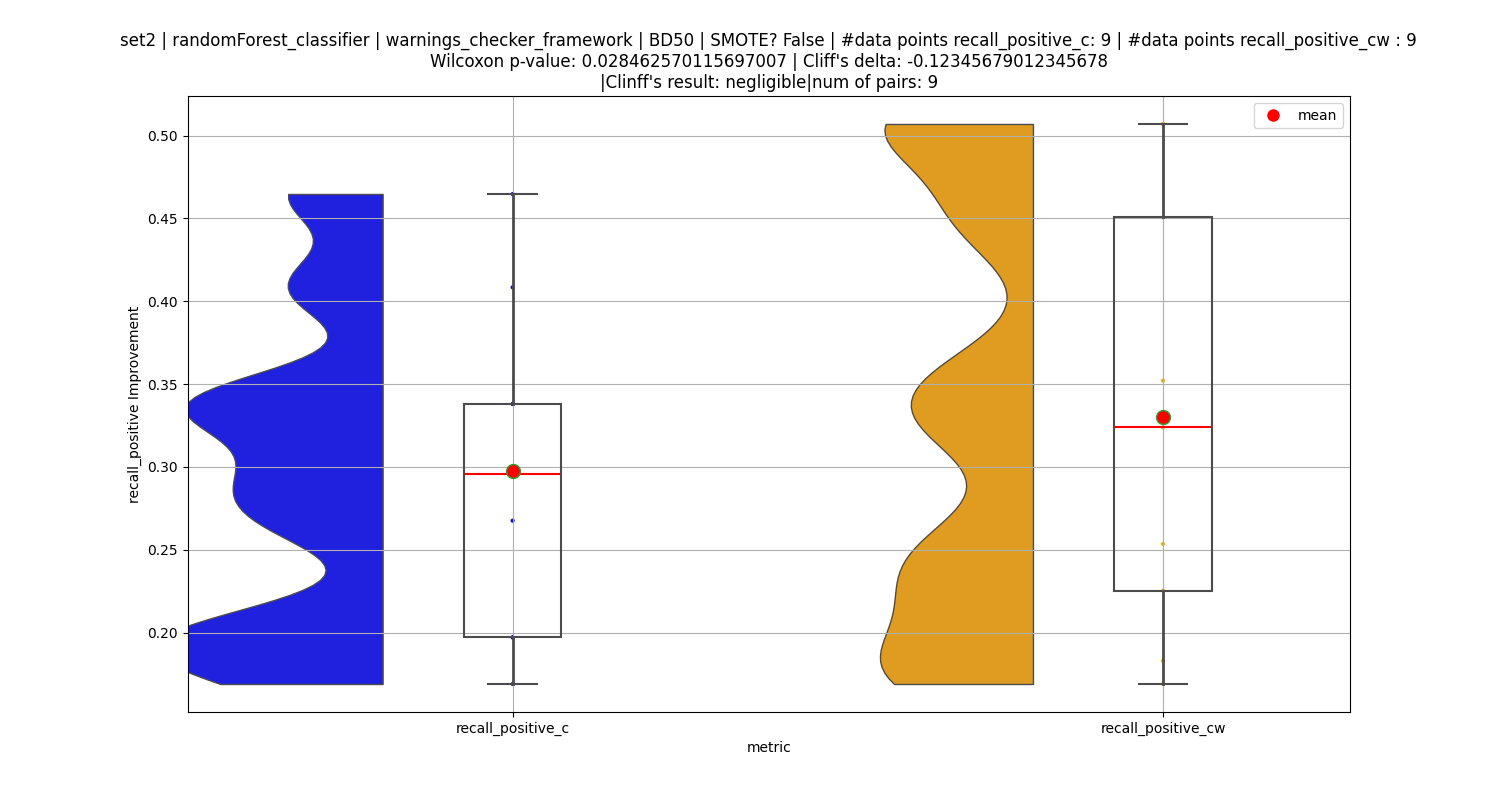 set2 | randomForest_classifier | warnings_checker_framework | BD50 | SMOTE? False | #data points recall_positive_c: 9 | #data points recall_positive_cw : 9
Wilcoxon p-value: 0.028462570115697007 | Cliff's delta: -0.12345679012345678
|Clinff's result: negligible|num of pairs: 9
mean
recall_positive Improvement
0.50
0.45
0.40
0.35
0.30
0.25
0.20
recall_positive_c
recall_positive_cw
metric